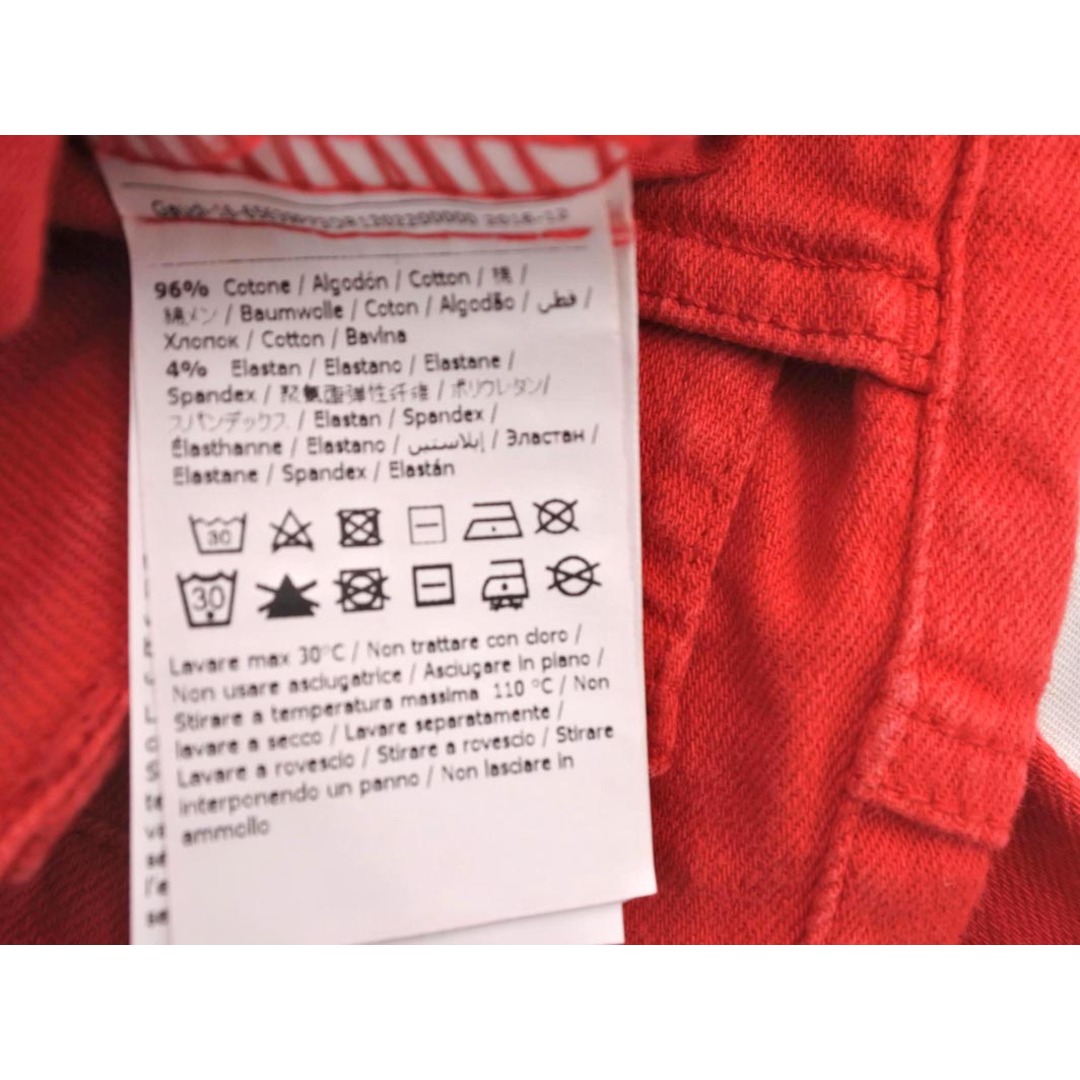 96% Cotone / Algodón / Cotton / 棉 /
綿メン / Baumwolle / Coton / Algodão / قطن /
Хлопок / Cotton / Bavlna
4% Elastan / Elastano / Elastane /
Spandex / 聚氨酯弹性纤维 / ポリウレタン/
スパンデックス / Elastan / Spandex /
Élasthanne / Elastano / إيلاستين / Эластан /
Elastane / Spandex / Elastán
30
30
Lavare max 30°C / Non trattare con cloro /
Non usare asciugatrice / Asciugare in piano /
Stirare a temperatura massima 110 °C / Non
lavare a secco / Lavare separatamente /
Lavare a rovescio / Stirare a rovescio / Stirare
interponendo un panno / Non lasciare in
ammollo